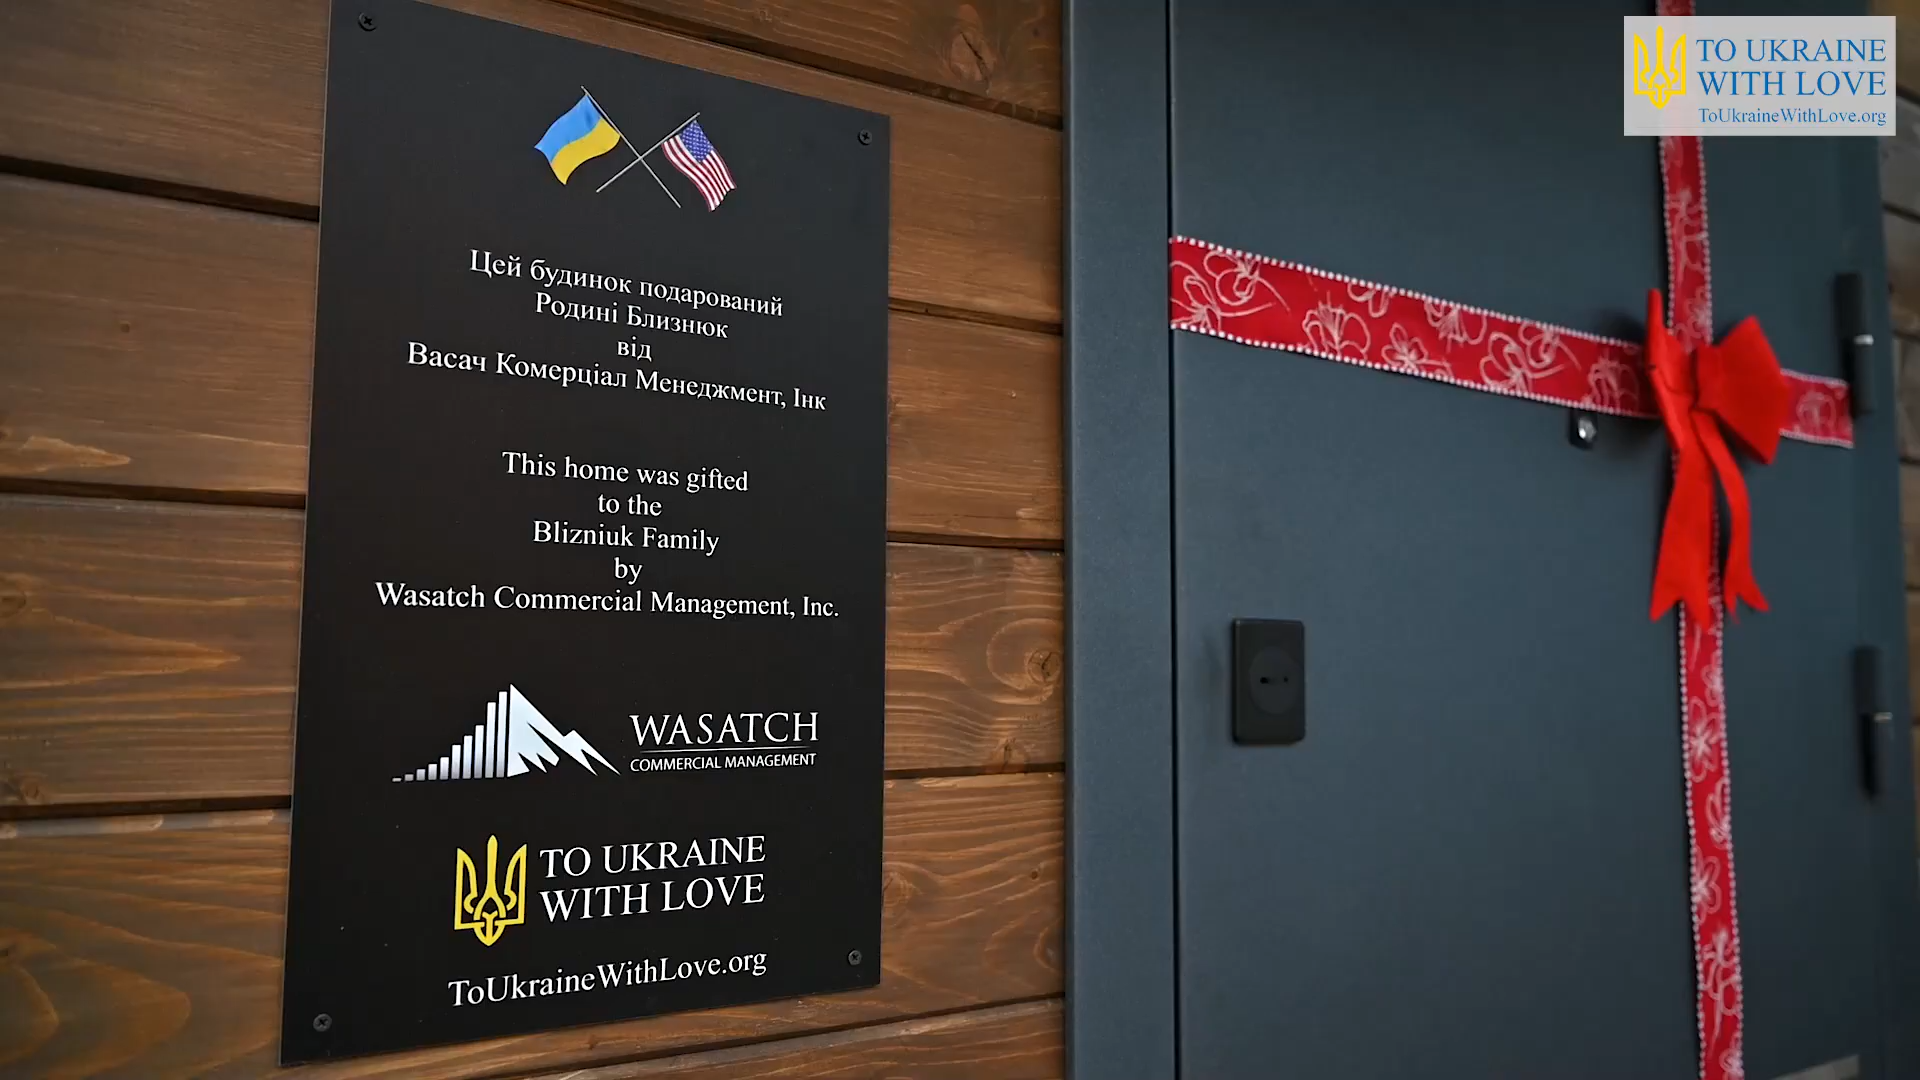 Цей будинок подарований
Родині Близнюк
від
Васач Комерціал Менеджмент, Інк
This home was gifted
to the
Blizniuk Family
by
Wasatch Commercial Management, Inc.
WASATCH
COMMERCIAL MANAGEMENT
TO UKRAINE
WITH LOVE
ToUkraineWithLove.org
TO UKRAINE
WITH LOVE
ToUkraineWithLove.org